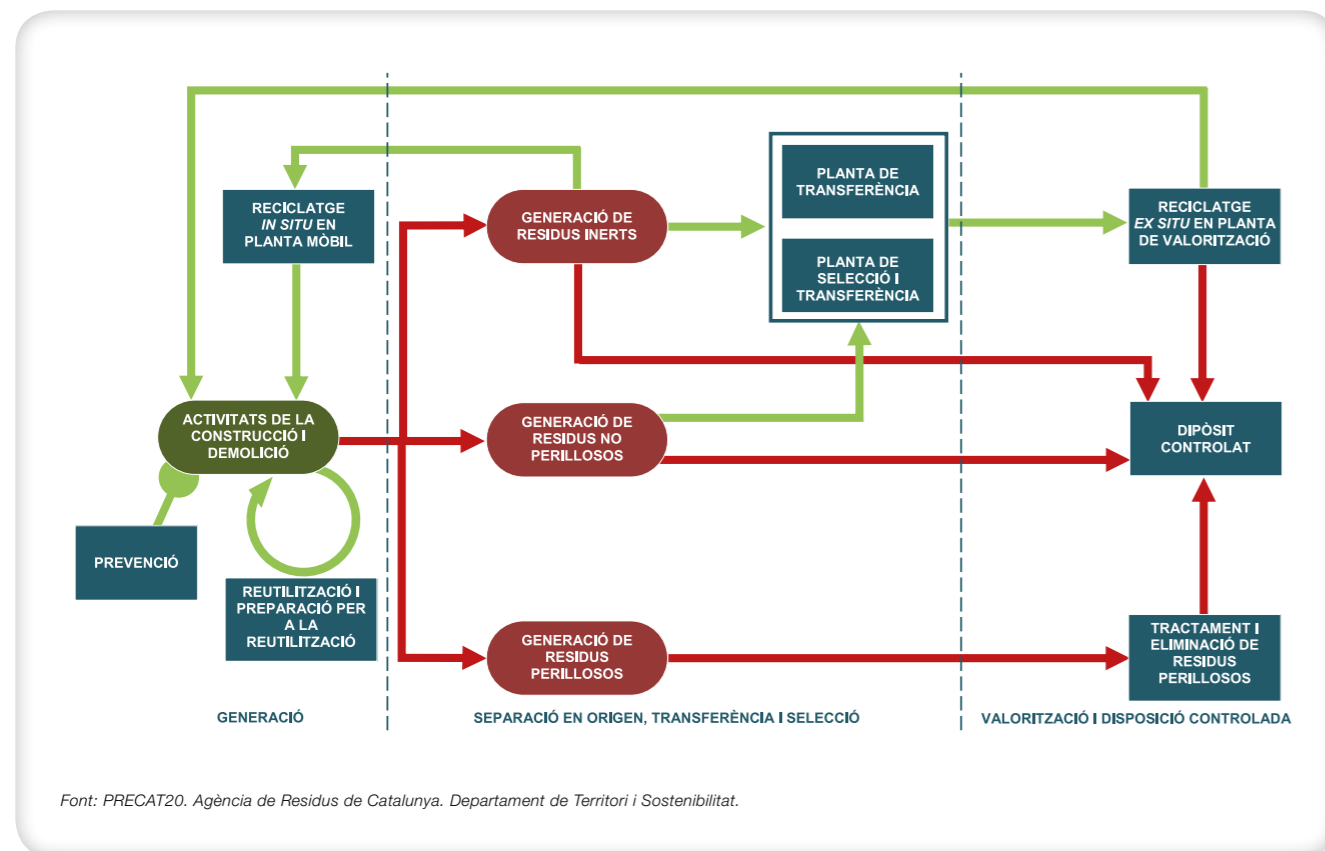 PLANTA DE
TRANSFERÈNCIA
RECICLATGE
IN SITU EN
PLANTA MÒBIL
GENERACIÓ DE
RESIDUS INERTS
RECICLATGE
EX SITU EN PLANTA
DE VALORITZACIÓ
PLANTA DE
SELECCIÓ I
TRANSFERÈNCIA
ACTIVITATS DE LA
CONSTRUCCIÓ I
DEMOLICIÓ
GENERACIÓ DE
RESIDUS NO
PERILLOSOS
DIPÒSIT
CONTROLAT
PREVENCIÓ
REUTILITZACIÓ I
PREPARACIÓ PER
A LA
REUTILITZACIÓ
GENERACIÓ DE
RESIDUS
PERILLOSOS
TRACTAMENT I
ELIMINACIÓ DE
RESIDUS
PERILLOSOS
GENERACIÓ
SEPARACIÓ EN ORIGEN, TRANSFERÈNCIA I SELECCIÓ
VALORITZACIÓ I DISPOSICIÓ CONTROLADA
Font: PRECAT20. Agència de Residus de Catalunya. Departament de Territori i Sostenibilitat.